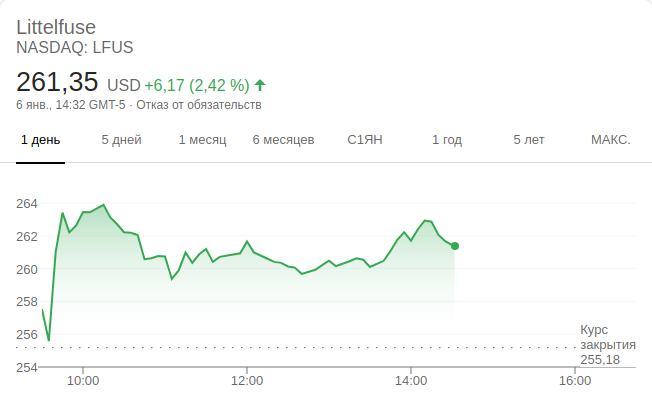 Littelfuse
NASDAQ: LFUS
261,35 USD +6,17 (2,42 %)
6 янв., 14:32 GMT-5 · Отказ от обязательств
1 день 5 дней 1 месяц 6 месяцев С1ЯН 1 год 5 лет МАКС.
264
262
260
258
256
254
Курс
закрытия
255,18
10:00 12:00 14:00 16:00